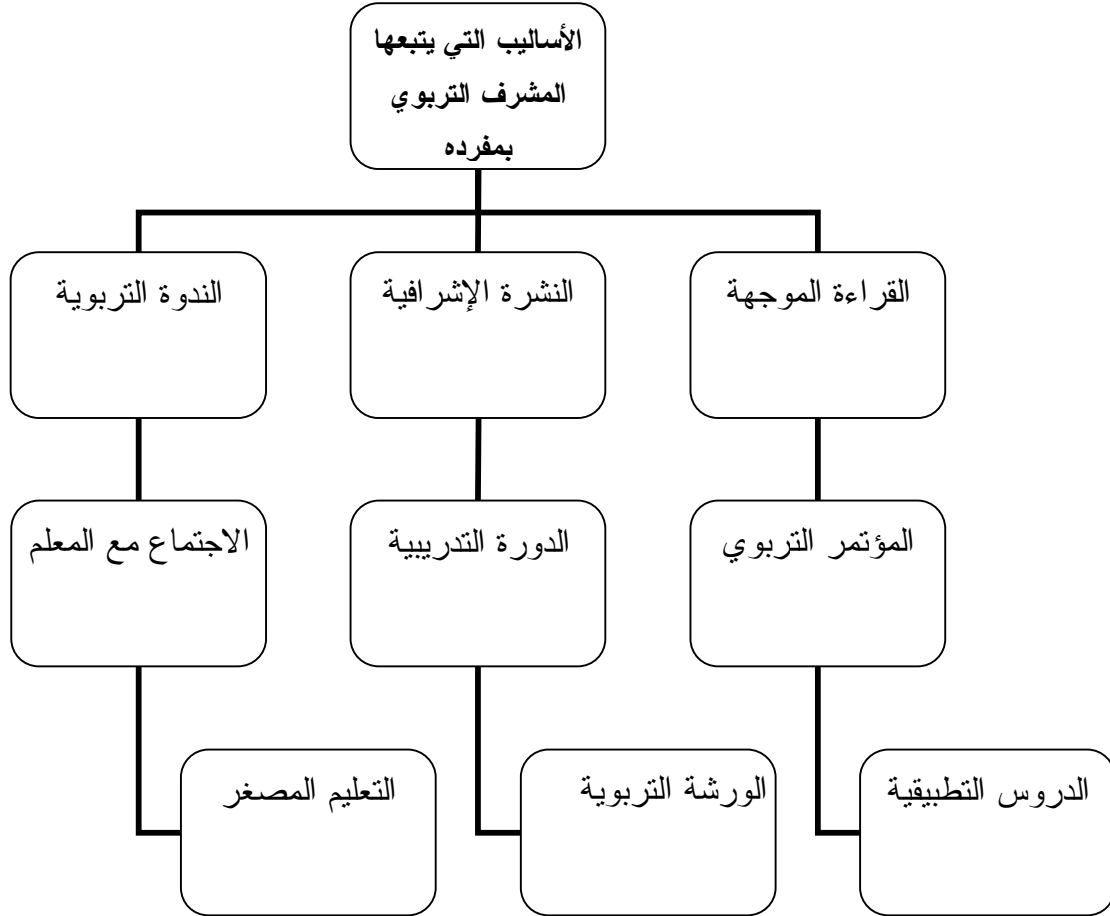 الأساليب التي يتبعها
المشرف التربوي
بمفرده
القراءة الموجهة
النشرة الإشرافية
الندوة التربوية
المؤتمر التربوي
الدورة التدريبية
الاجتماع مع المعلم
الدروس التطبيقية
الورشة التربوية
التعليم المصغر